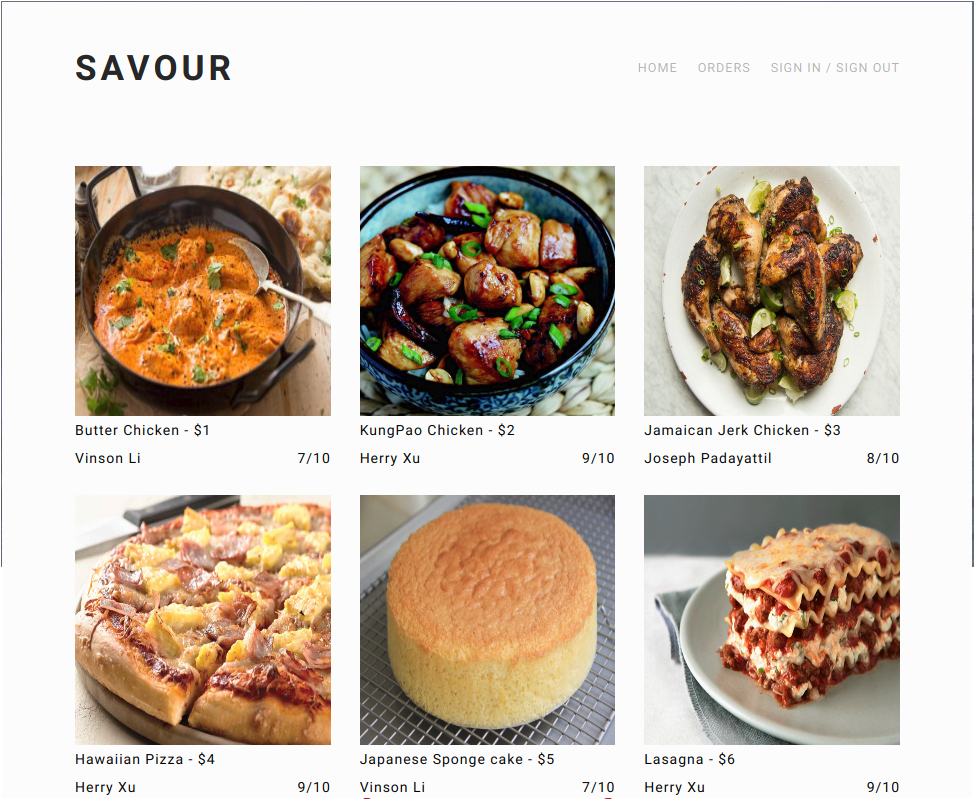 SAVOUR
HOME ORDERS SIGN IN / SIGN OUT
Butter Chicken - $1
Vinson Li 7/10
KungPao Chicken - $2
Herry Xu 9/10
Jamaican Jerk Chicken - $3
Joseph Padayattil 8/10
Hawaiian Pizza - $4
Herry Xu 9/10
Japanese Sponge cake - $5
Vinson Li 7/10
Lasagna - $6
Herry Xu 9/10